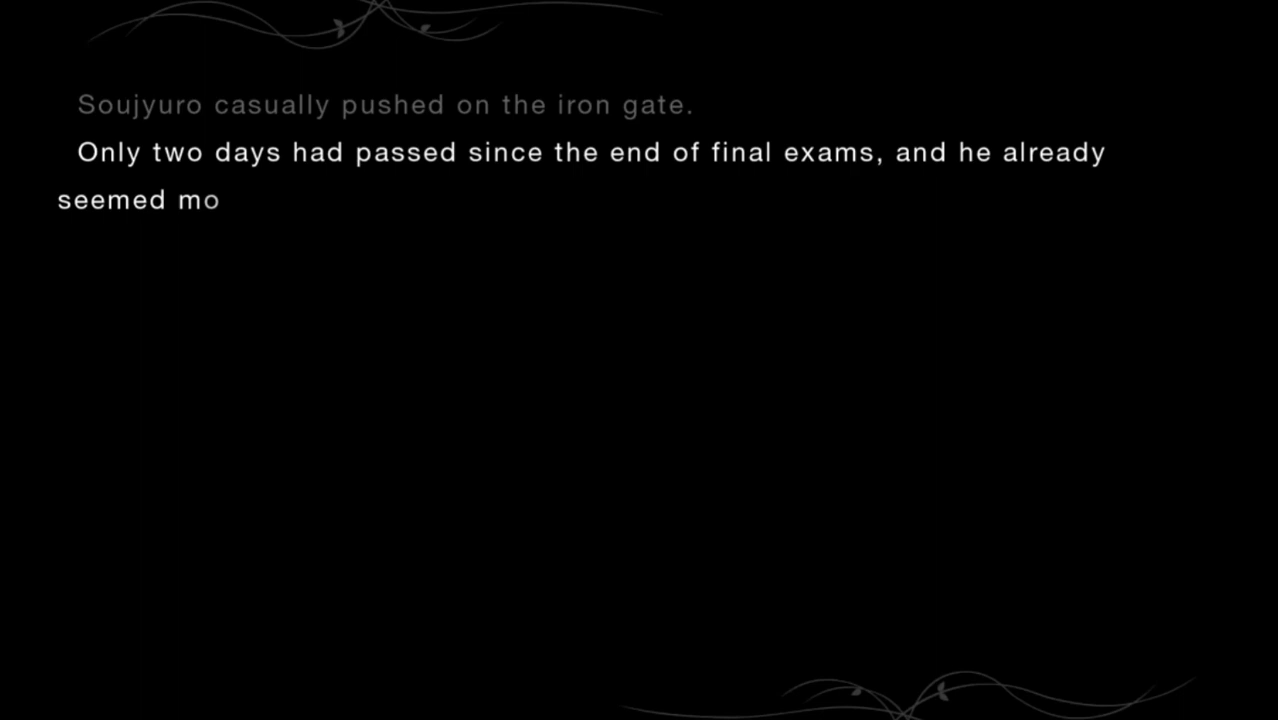 Soujyuro casually pushed on the iron gate.
Only two days had passed since the end of final exams, and he already
seemed mo